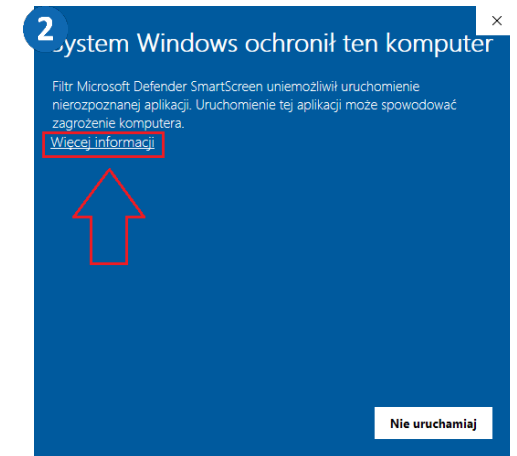 2
System Windows ochronił ten komputer
Filtr Microsoft Defender SmartScreen uniemożliwił uruchomienie
nierozpoznanej aplikacji. Uruchomienie tej aplikacji może spowodować
zagrożenie komputera.
Więcej informacji
Nie uruchamiaj